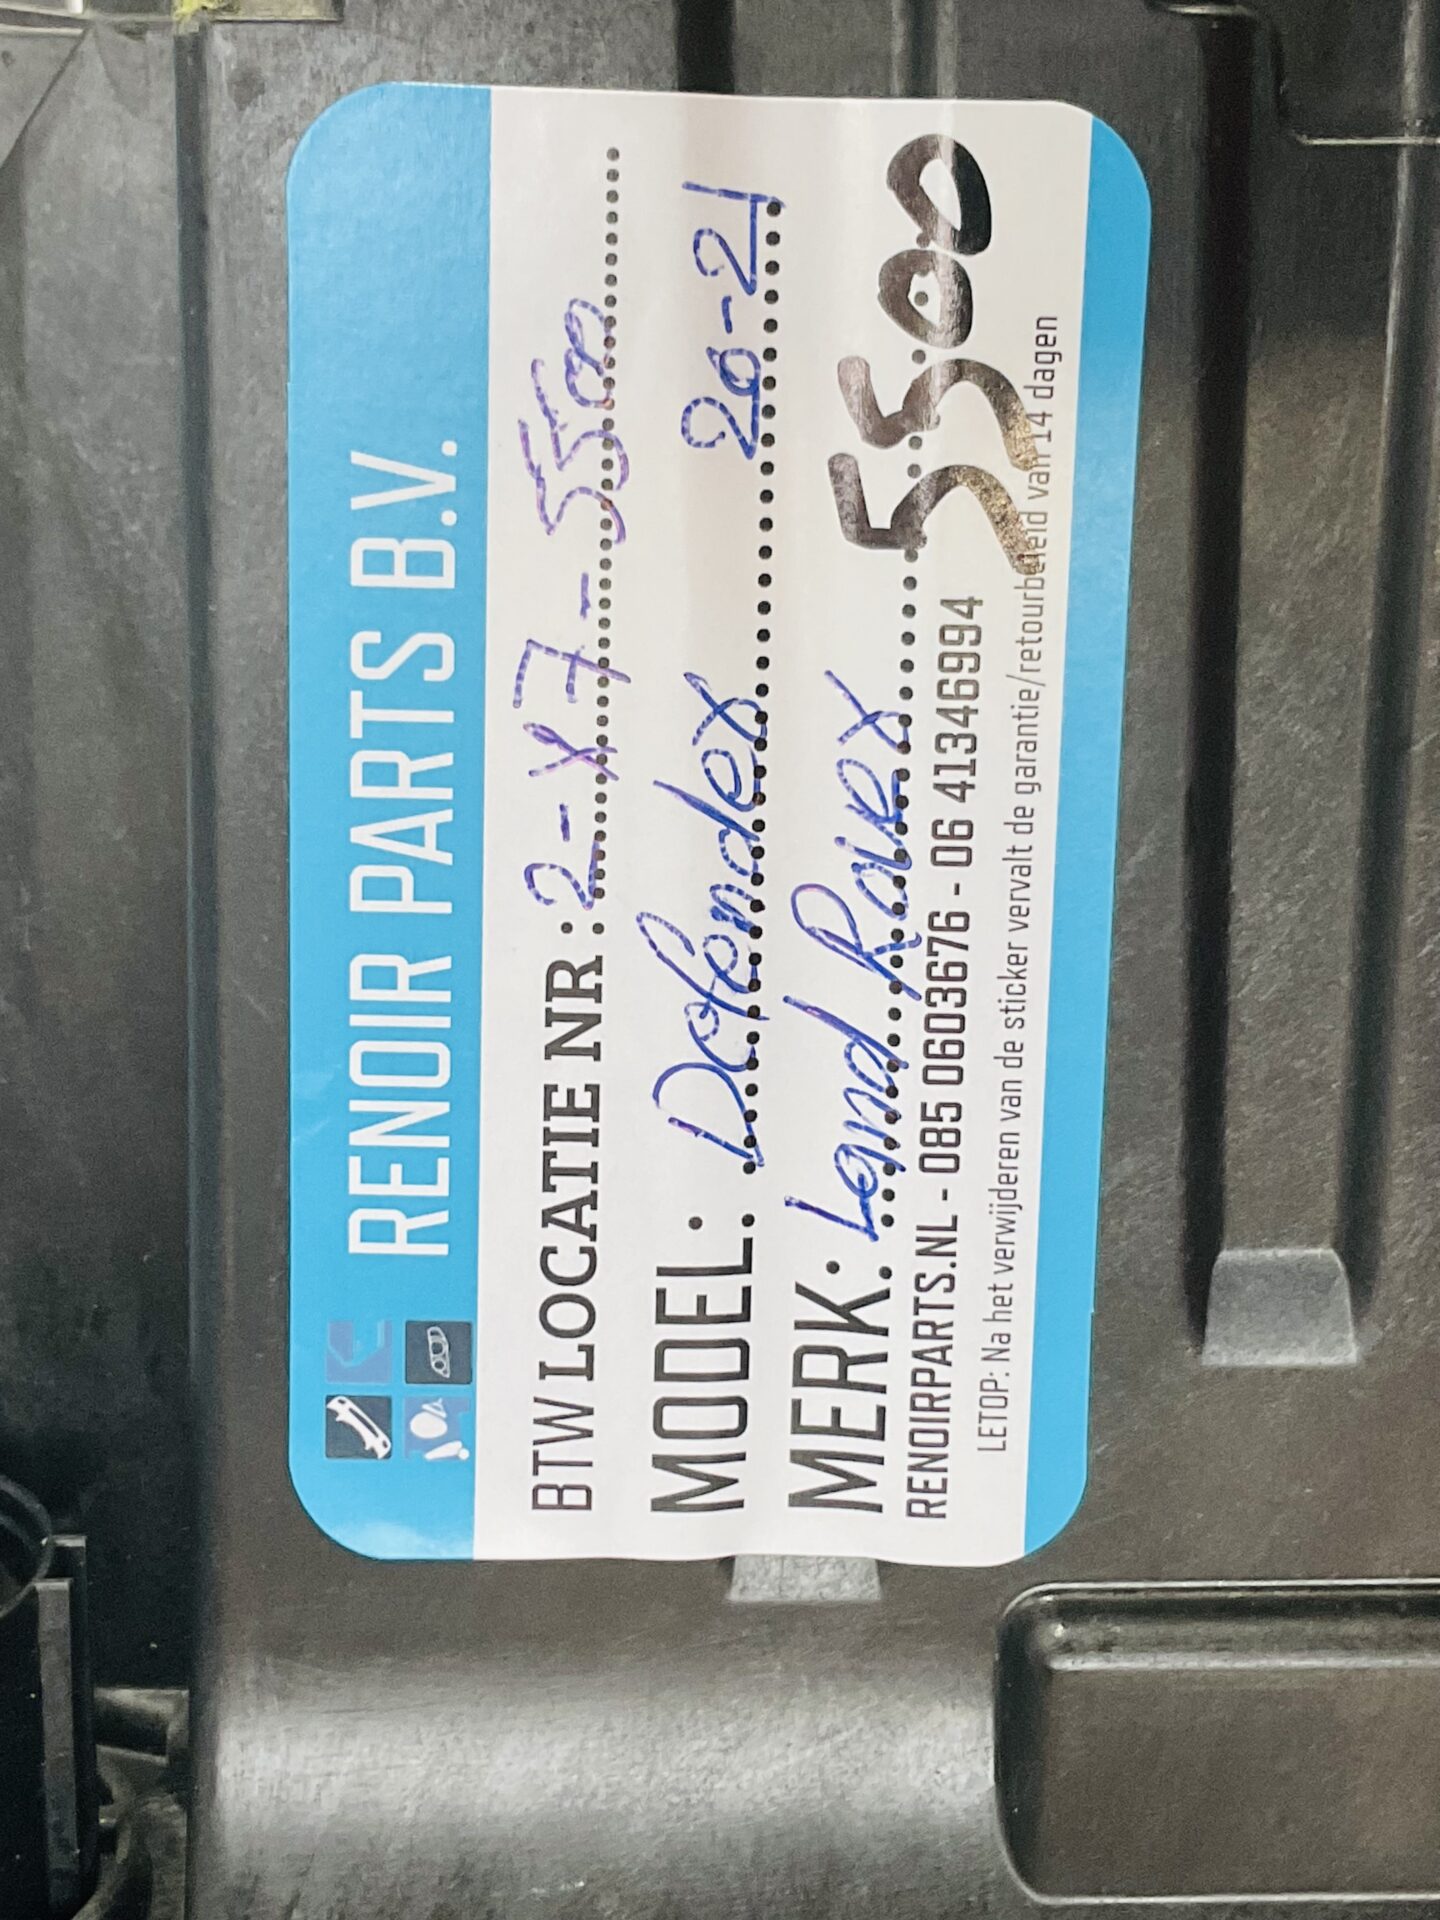 RENOIR PARTS B.V.
BTW LOCATIE NR : 2-X7-5500
MODEL: Defender 20-21
MERK: Land Rover 5500
RENOIRPARTS.NL - 085 0603676 - 06 41346994
LETOP: Na het verwijderen van de sticker vervalt de garantie/retourbeleid van 14 dagen